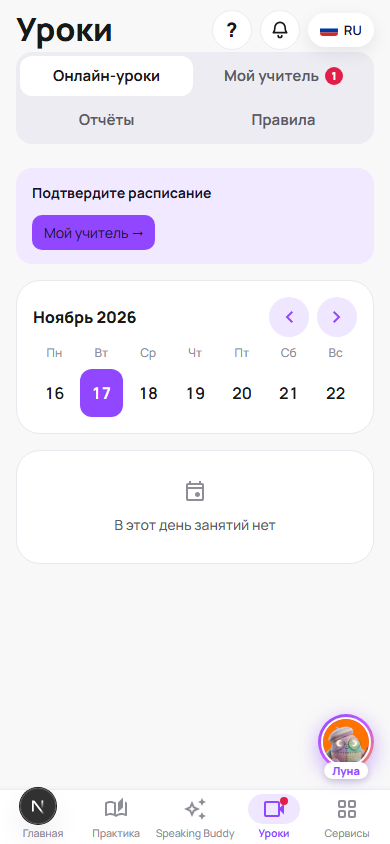 Уроки
?
RU
Онлайн-уроки
Мой учитель 1
Отчёты
Правила
Подтвердите расписание
Мой учитель →
Ноябрь 2026
Пн Вт Ср Чт Пт Сб Вс
16 17 18 19 20 21 22
В этот день занятий нет
Луна
N
Главная
Практика
Speaking Buddy
Уроки
Сервисы